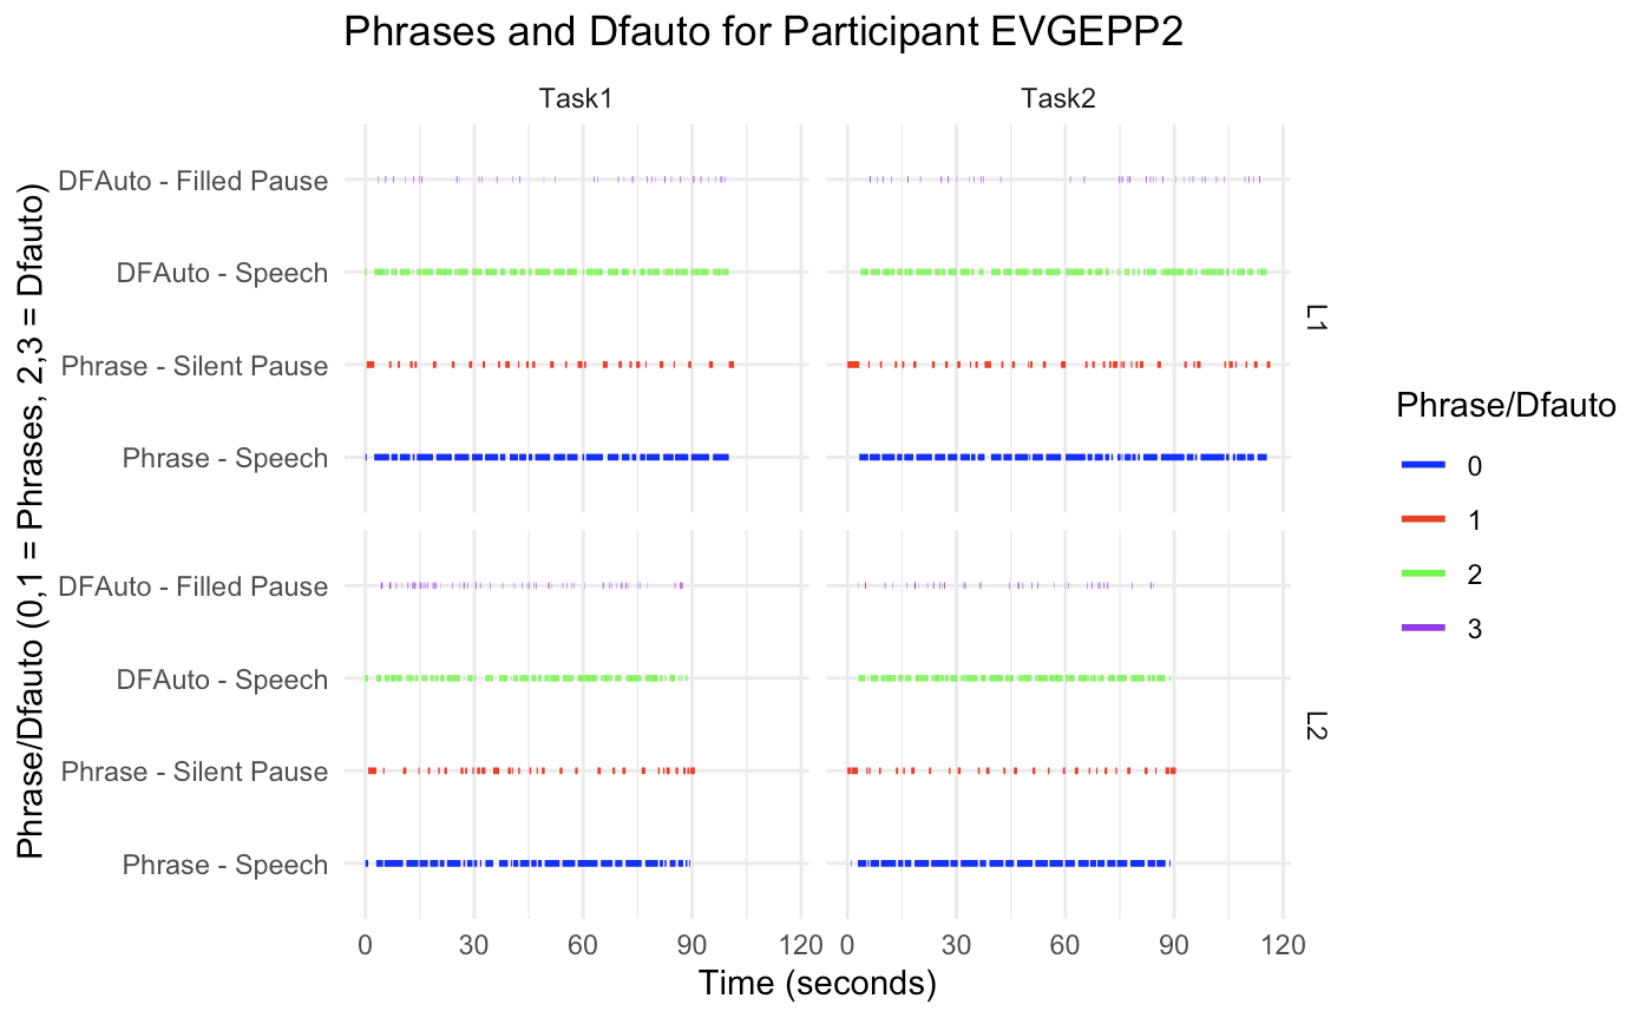 Phrases and Dfauto for Participant EVGEPP2
Task1
Task2
Phrase/Dfauto (0,1 = Phrases, 2,3 = Dfauto)
DFAuto - Filled Pause
DFAuto - Speech
Phrase - Silent Pause
Phrase - Speech
L1
DFAuto - Filled Pause
DFAuto - Speech
Phrase - Silent Pause
Phrase - Speech
L2
0 30 60 90 120
0 30 60 90 120
Time (seconds)
Phrase/Dfauto
0
1
2
3